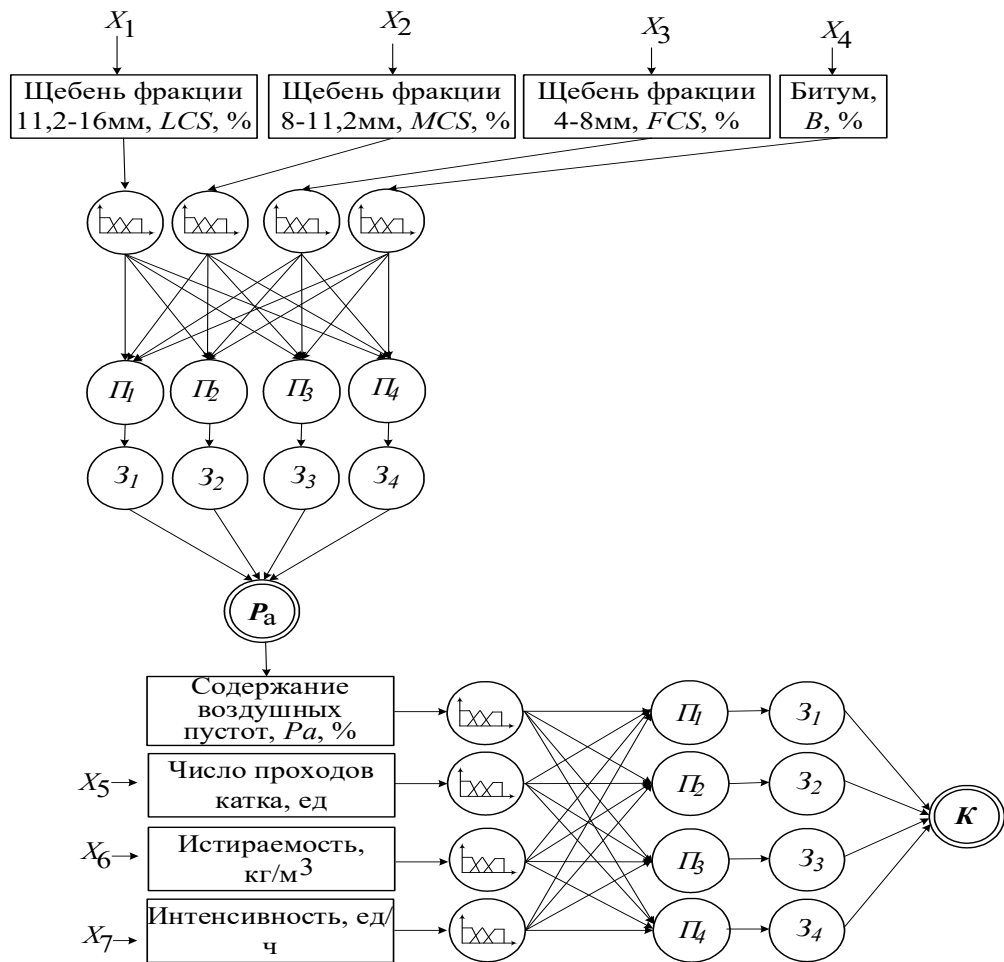 X1
X2
X3
X4
Щебень фракции
11,2-16мм, LCS, %
Щебень фракции
8-11,2мм, MCS, %
Щебень фракции
4-8мм, FCS, %
Битум,
B, %
П1
П2
П3
П4
З1
З2
З3
З4
Pа
Содержание
воздушных
пустот, Pa, %
X5
Число проходов
катка, ед
X6
Истираемость,
кг/м3
X7
Интенсивность, ед/
ч
П1
З1
П2
З2
П3
З3
П4
З4
К